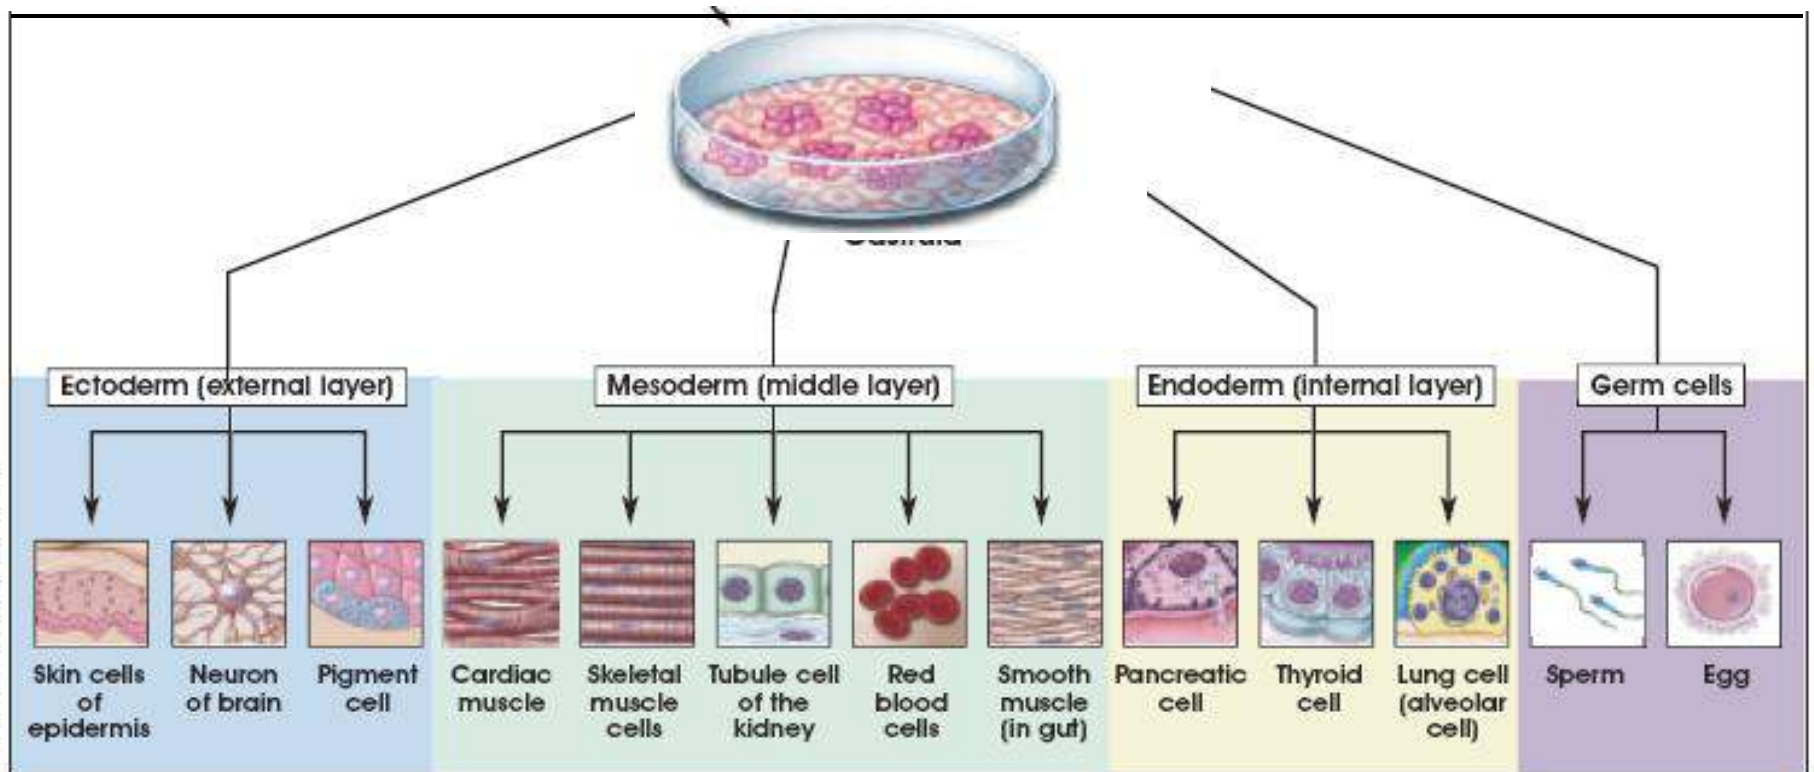 Ectoderm (external layer)
Mesoderm (middle layer)
Endoderm (internal layer)
Germ cells
Skin cells
of
epidermis
Neuron
of brain
Pigment
cell
Cardiac
muscle
Skeletal
muscle
cells
Tubule cell
of the
kidney
Red
blood
cells
Smooth
muscle
(in gut)
Pancreatic
cell
Thyroid
cell
Lung cell
(alveolar
cell)
Sperm
Egg